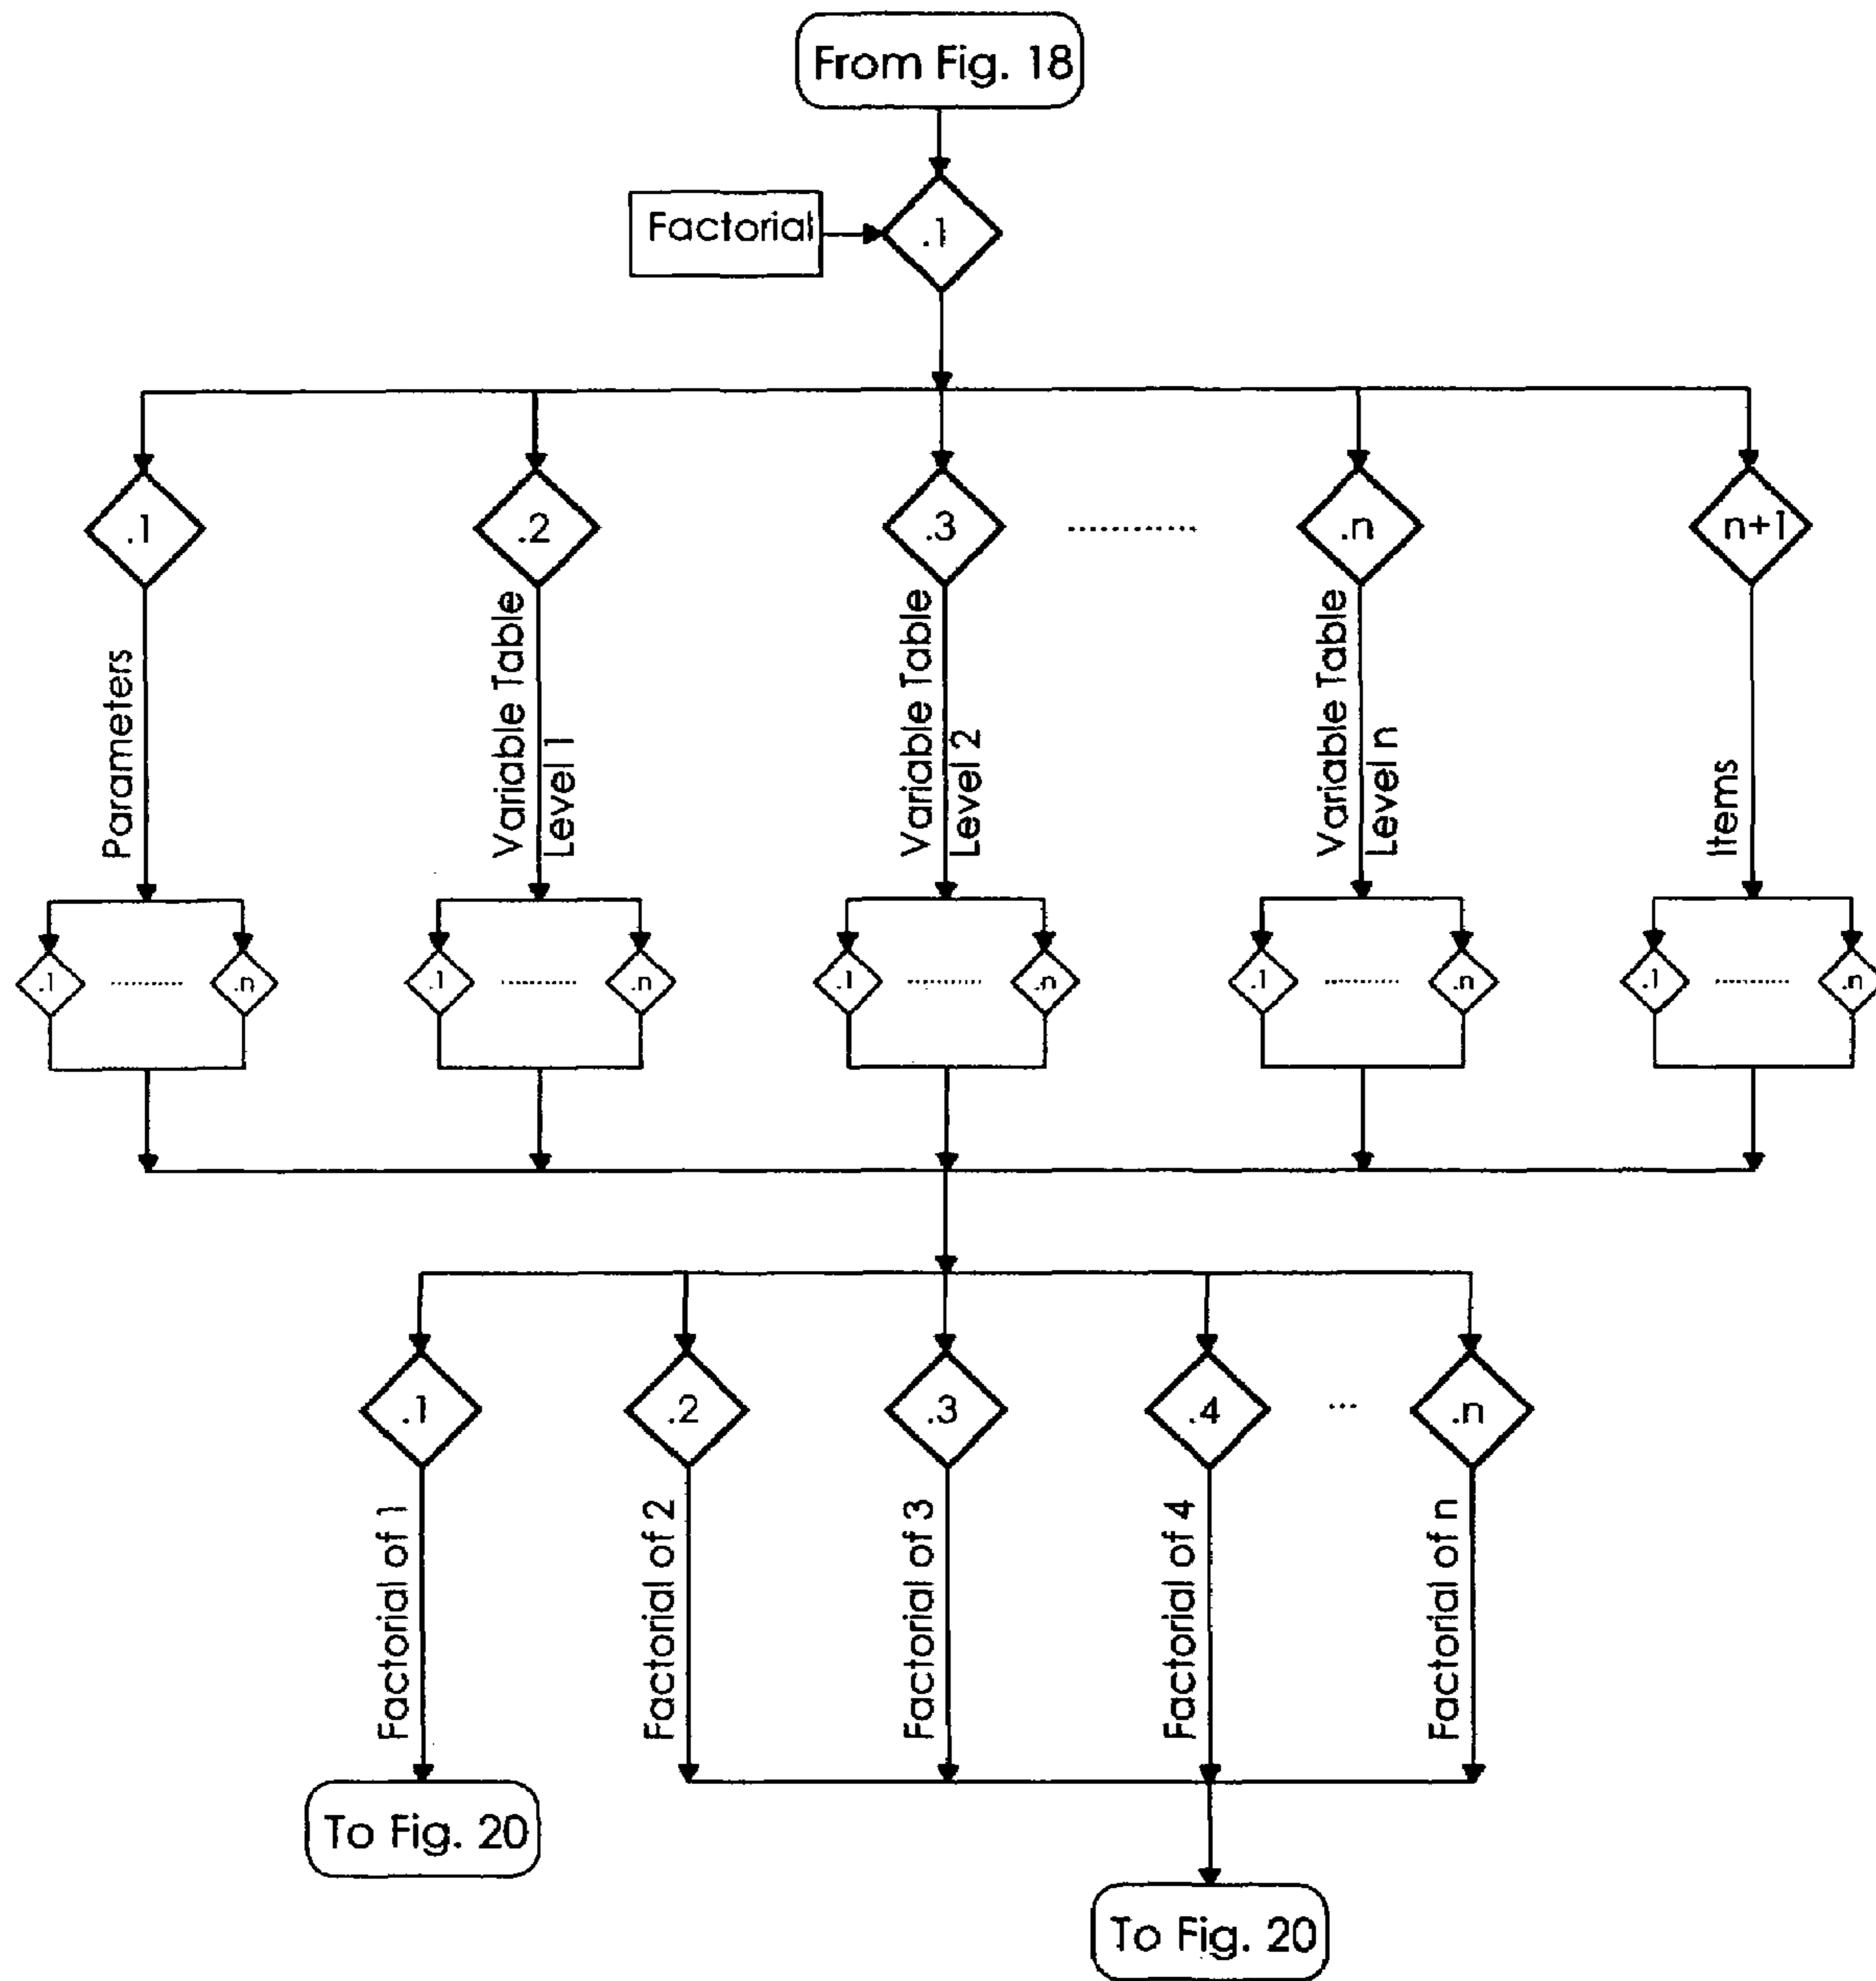 From Fig. 18
Factorial
.1
.1
.2
.3
.n
n+1
Parameters
Variable Table
Level 1
Variable Table
Level 2
Variable Table
Level n
Items
.1
.n
.1
.n
.1
.n
.1
.n
.1
.n
.1
.2
.3
.4
...
.n
Factorial of 1
Factorial of 2
Factorial of 3
Factorial of 4
Factorial of n
To Fig. 20
To Fig. 20